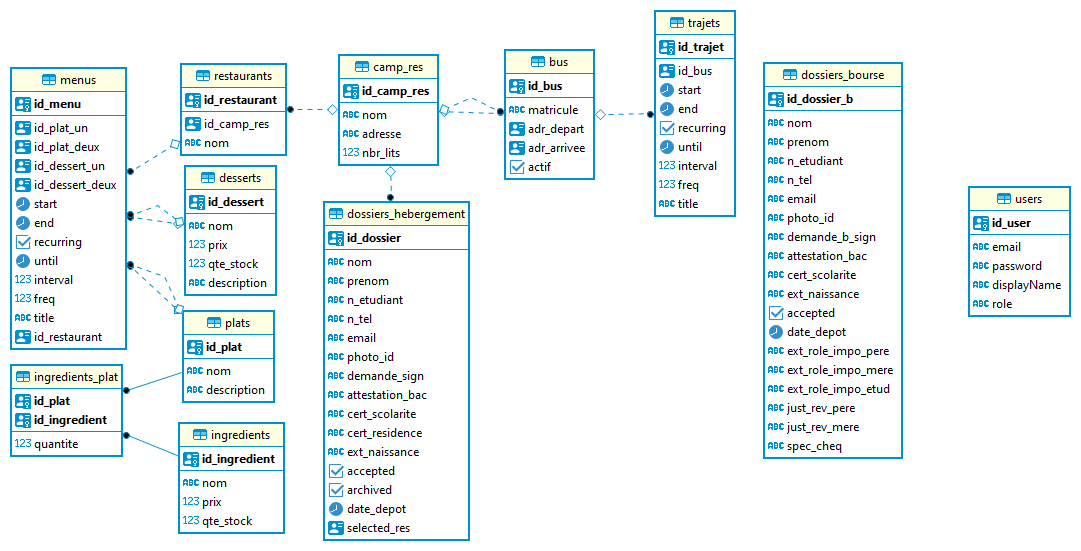 menus
id_menu
id_plat_un
id_plat_deux
id_dessert_un
id_dessert_deux
start
end
recurring
until
123 interval
123 freq
ABC title
id_restaurant
restaurants
id_restaurant
id_camp_res
ABC nom
desserts
id_dessert
ABC nom
123 prix
123 qte_stock
ABC description
plats
id_plat
ABC nom
ABC description
ingredients_plat
id_plat
id_ingredient
123 quantite
ingredients
id_ingredient
ABC nom
123 prix
123 qte_stock
camp_res
id_camp_res
ABC nom
ABC adresse
123 nbr_lits
dossiers_hebergement
id_dossier
ABC nom
ABC prenom
ABC n_etudiant
ABC n_tel
ABC email
ABC photo_id
ABC demande_sign
ABC attestation_bac
ABC cert_scolarite
ABC cert_residence
ABC ext_naissance
accepted
archived
date_depot
selected_res
bus
id_bus
ABC matricule
adr_depart
adr_arrivee
actif
trajets
id_trajet
id_bus
start
end
recurring
until
123 interval
123 freq
ABC title
dossiers_bourse
id_dossier_b
ABC nom
ABC prenom
ABC n_etudiant
ABC n_tel
ABC email
ABC photo_id
ABC demande_b_sign
ABC attestation_bac
ABC cert_scolarite
ABC ext_naissance
accepted
date_depot
ABC ext_role_impo_pere
ABC ext_role_impo_mere
ABC ext_role_impo_etud
ABC just_rev_pere
ABC just_rev_mere
ABC spec_cheq
users
id_user
ABC email
ABC password
ABC displayName
ABC role